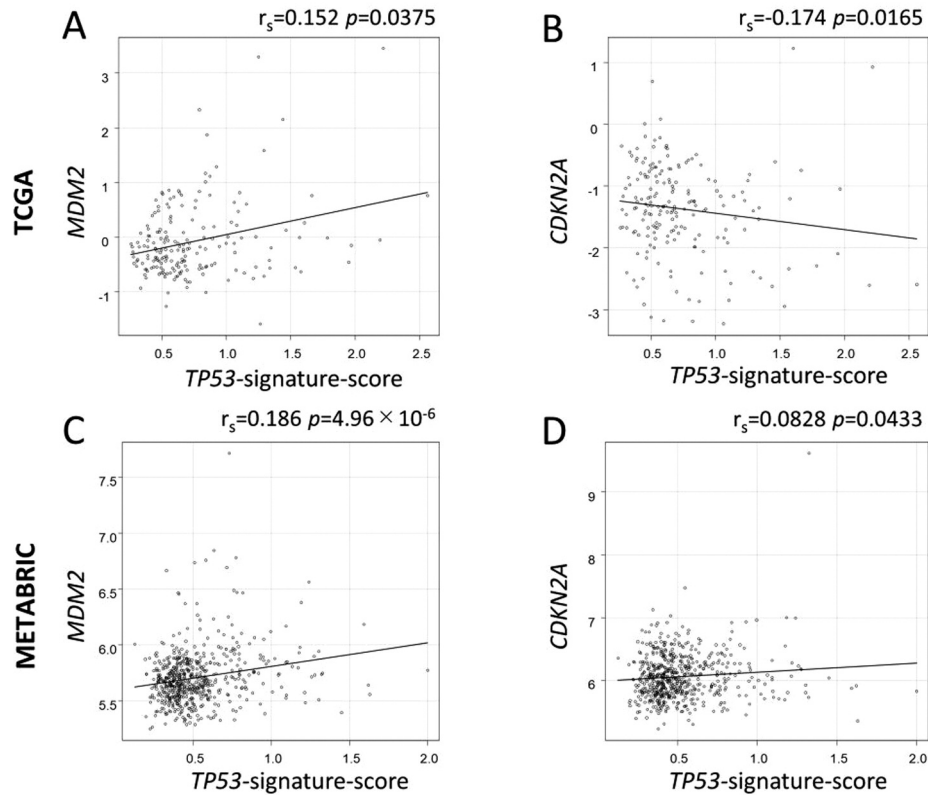 A
r_s=0.152 p=0.0375
3
2
1
0
-1
MDM2
0.5 1.0 1.5 2.0 2.5
TP53-signature-score
TCGA
B
r_s=-0.174 p=0.0165
1
0
-1
-2
-3
CDKN2A
0.5 1.0 1.5 2.0 2.5
TP53-signature-score
C
r_s=0.186 p=4.96×10⁻⁶
7.5
7.0
6.5
6.0
5.5
MDM2
0.5 1.0 1.5 2.0
TP53-signature-score
METABRIC
D
r_s=0.0828 p=0.0433
9
8
7
6
CDKN2A
0.5 1.0 1.5 2.0
TP53-signature-score